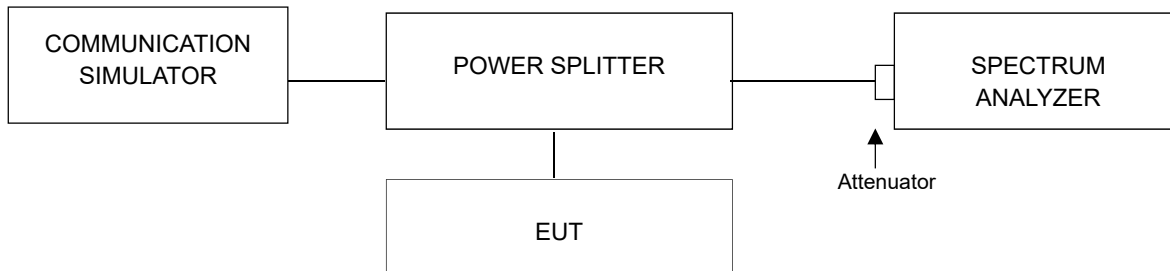 COMMUNICATION
SIMULATOR
POWER SPLITTER
SPECTRUM
ANALYZER
Attenuator
EUT